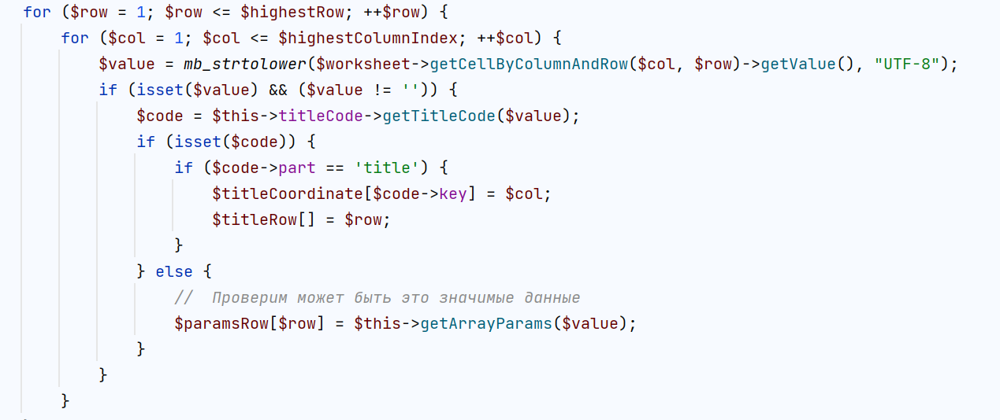 for ($row = 1; $row <= $highestRow; ++$row) {
for ($col = 1; $col <= $highestColumnIndex; ++$col) {
$value = mb_strtolower($worksheet->getCellByColumnAndRow($col, $row)->getValue(), "UTF-8");
if (isset($value) && ($value != '')) {
$code = $this->titleCode->getTitleCode($value);
if (isset($code)) {
if ($code->part == 'title') {
$titleCoordinate[$code->key] = $col;
$titleRow[] = $row;
}
} else {
//  Проверим может быть это значимые данные
$paramsRow[$row] = $this->getArrayParams($value);
}
}
}